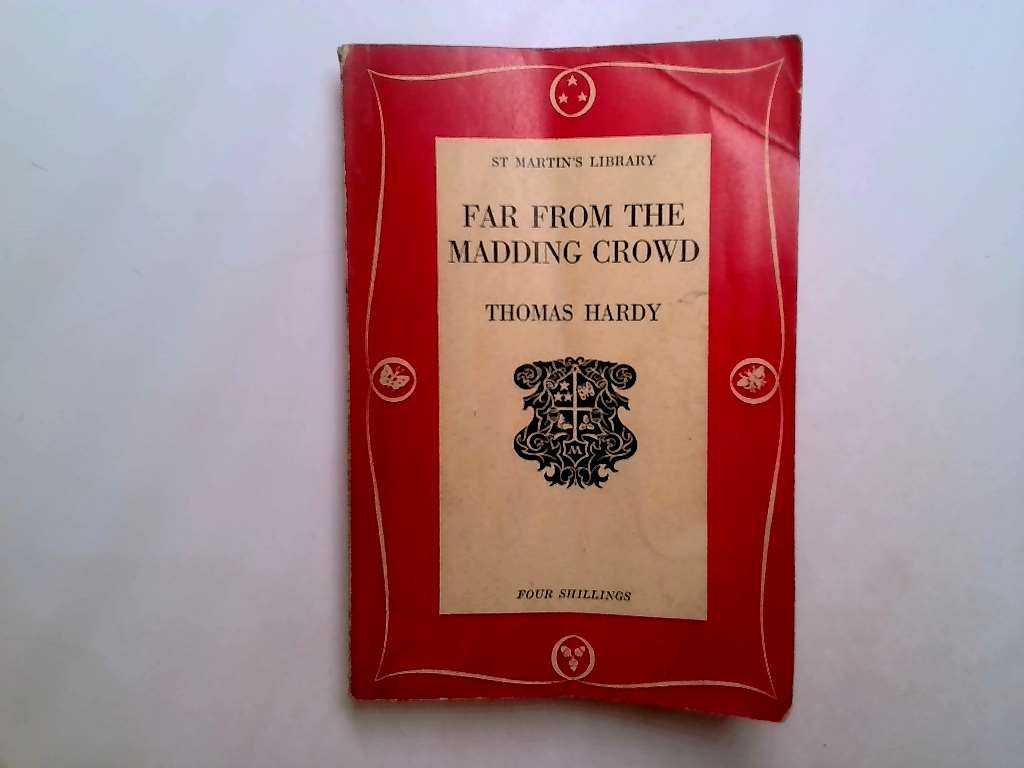 ST MARTIN'S LIBRARY
FAR FROM THE
MADDING CROWD
THOMAS HARDY
M
FOUR SHILLINGS